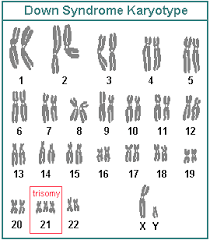 Down Syndrome Karyotype
1 2 3 4 5
6 7 8 9 10 11 12
13 14 15 16 17 18 19
trisomy
20 21 22 X Y